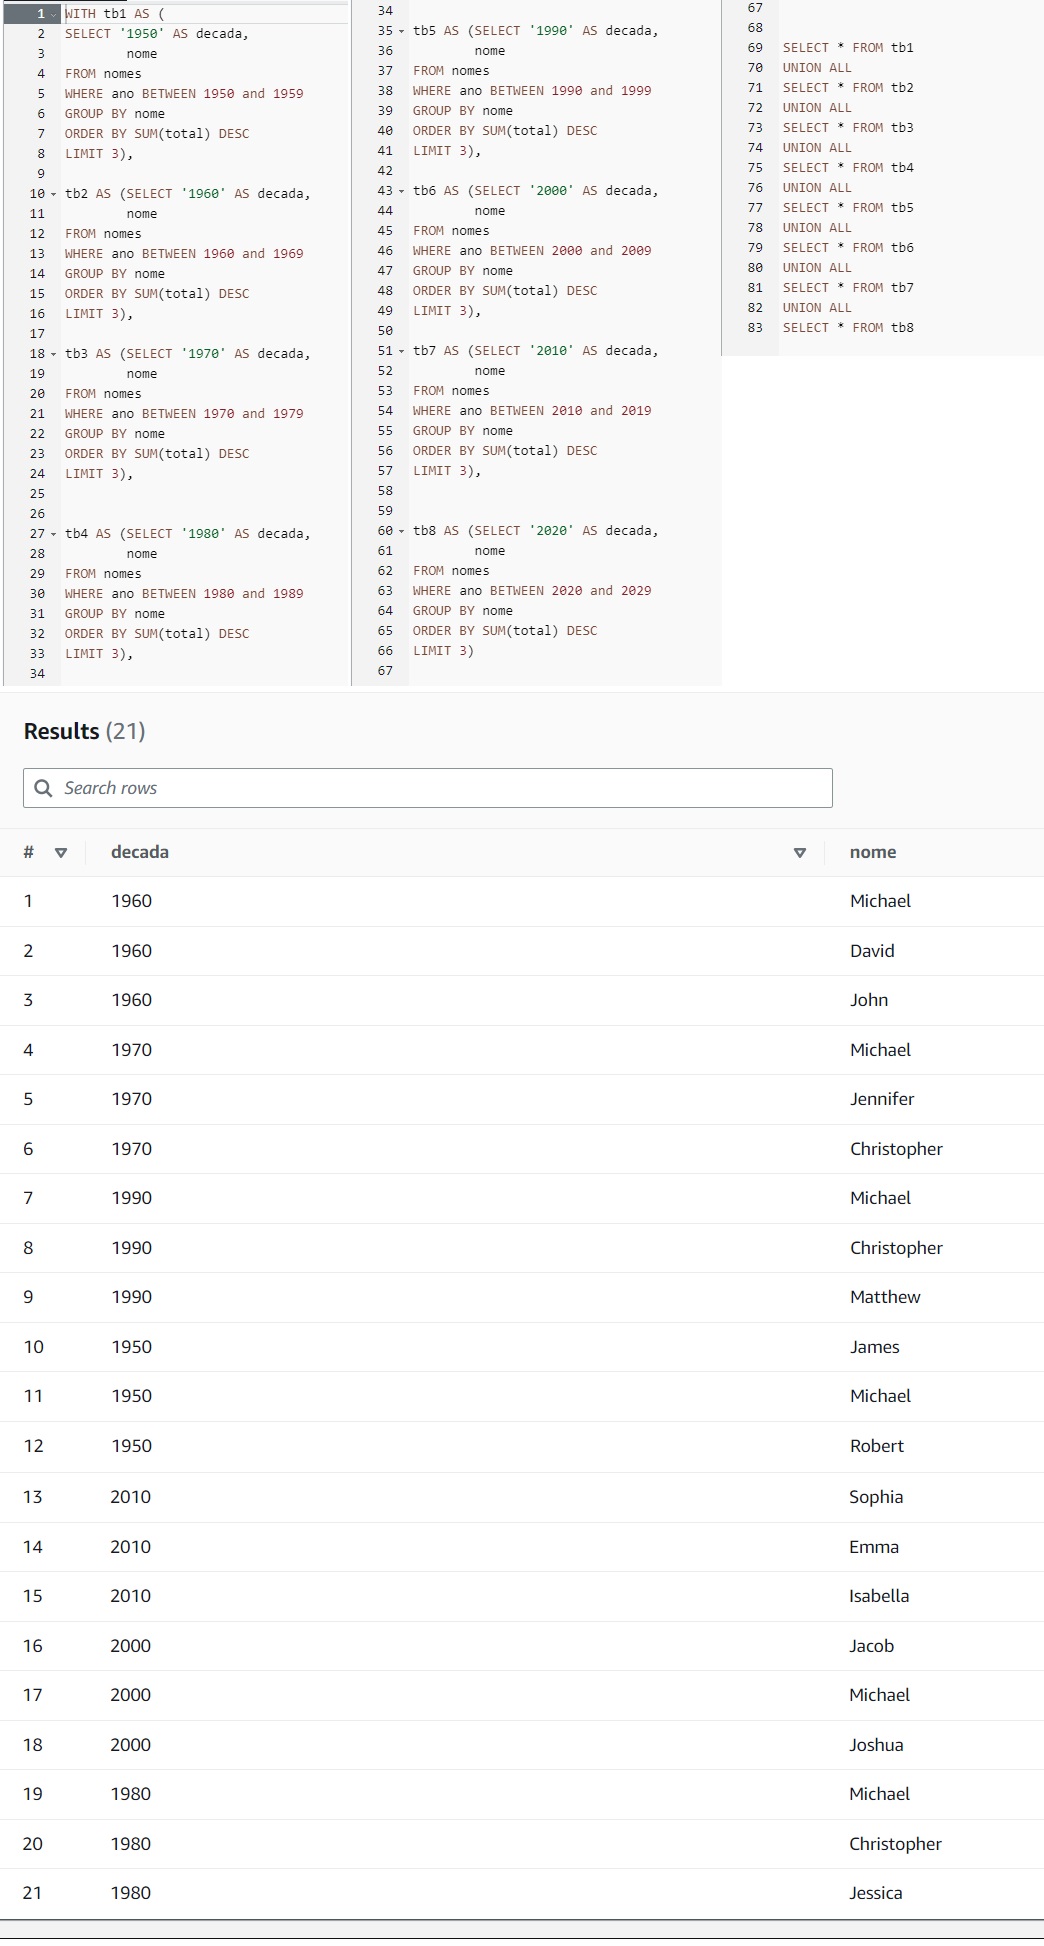 1 WITH tb1 AS (
2 SELECT '1950' AS decada,
3 nome
4 FROM nomes
5 WHERE ano BETWEEN 1950 and 1959
6 GROUP BY nome
7 ORDER BY SUM(total) DESC
8 LIMIT 3),
9
10 tb2 AS (SELECT '1960' AS decada,
11 nome
12 FROM nomes
13 WHERE ano BETWEEN 1960 and 1969
14 GROUP BY nome
15 ORDER BY SUM(total) DESC
16 LIMIT 3),
17
18 tb3 AS (SELECT '1970' AS decada,
19 nome
20 FROM nomes
21 WHERE ano BETWEEN 1970 and 1979
22 GROUP BY nome
23 ORDER BY SUM(total) DESC
24 LIMIT 3),
25
26
27 tb4 AS (SELECT '1980' AS decada,
28 nome
29 FROM nomes
30 WHERE ano BETWEEN 1980 and 1989
31 GROUP BY nome
32 ORDER BY SUM(total) DESC
33 LIMIT 3),
34
34
35 tb5 AS (SELECT '1990' AS decada,
36 nome
37 FROM nomes
38 WHERE ano BETWEEN 1990 and 1999
39 GROUP BY nome
40 ORDER BY SUM(total) DESC
41 LIMIT 3),
42
43 tb6 AS (SELECT '2000' AS decada,
44 nome
45 FROM nomes
46 WHERE ano BETWEEN 2000 and 2009
47 GROUP BY nome
48 ORDER BY SUM(total) DESC
49 LIMIT 3),
50
51 tb7 AS (SELECT '2010' AS decada,
52 nome
53 FROM nomes
54 WHERE ano BETWEEN 2010 and 2019
55 GROUP BY nome
56 ORDER BY SUM(total) DESC
57 LIMIT 3),
58
59
60 tb8 AS (SELECT '2020' AS decada,
61 nome
62 FROM nomes
63 WHERE ano BETWEEN 2020 and 2029
64 GROUP BY nome
65 ORDER BY SUM(total) DESC
66 LIMIT 3)
67
67
68
69 SELECT * FROM tb1
70 UNION ALL
71 SELECT * FROM tb2
72 UNION ALL
73 SELECT * FROM tb3
74 UNION ALL
75 SELECT * FROM tb4
76 UNION ALL
77 SELECT * FROM tb5
78 UNION ALL
79 SELECT * FROM tb6
80 UNION ALL
81 SELECT * FROM tb7
82 UNION ALL
83 SELECT * FROM tb8
Results (21)
Search rows
# decada nome
1 1960 Michael
2 1960 David
3 1960 John
4 1970 Michael
5 1970 Jennifer
6 1970 Christopher
7 1990 Michael
8 1990 Christopher
9 1990 Matthew
10 1950 James
11 1950 Michael
12 1950 Robert
13 2010 Sophia
14 2010 Emma
15 2010 Isabella
16 2000 Jacob
17 2000 Michael
18 2000 Joshua
19 1980 Michael
20 1980 Christopher
21 1980 Jessica